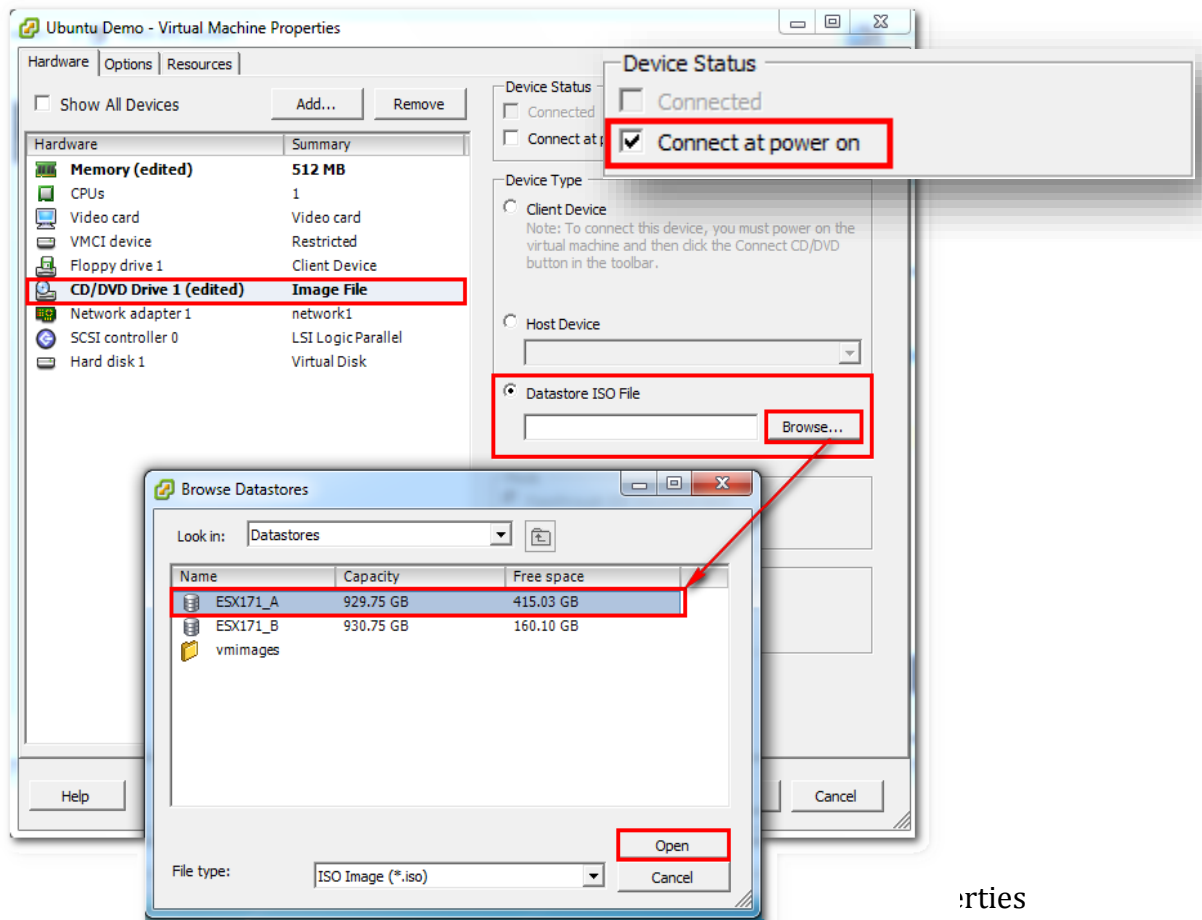 Ubuntu Demo - Virtual Machine Properties
Hardware Options Resources
Show All Devices Add... Remove
Hardware Summary
Memory (edited) 512 MB
CPUs 1
Video card Video card
VMCI device Restricted
Floppy drive 1 Client Device
CD/DVD Drive 1 (edited) Image File
Network adapter 1 network1
SCSI controller 0 LSI Logic Parallel
Hard disk 1 Virtual Disk
Device Status
Connected
Connect at
Device Status
Connected
Connect at power on
Device Type
Client Device
Note: To connect this device, you must power on the
virtual machine and then click the Connect CD/DVD
button in the toolbar.
Host Device
Datastore ISO File
Browse...
Browse Datastores
Look in: Datastores
Name Capacity Free space
ESX171_A 929.75 GB 415.03 GB
ESX171_B 930.75 GB 160.10 GB
vmimages
Open
File type: ISO Image (*.iso) Cancel
Help Cancel
erties